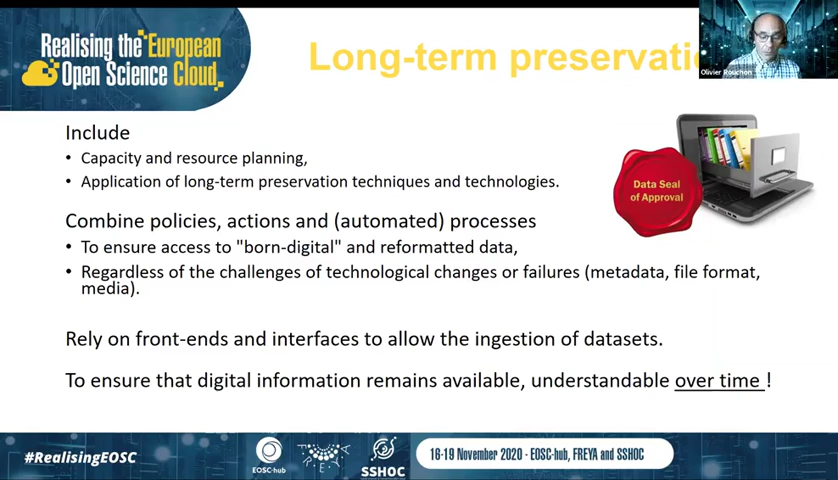 Realising the European
Open Science Cloud
Long-term preservati
Olivier Rouchon
Include
• Capacity and resource planning,
• Application of long-term preservation techniques and technologies.
Data Seal
of Approval
Combine policies, actions and (automated) processes
• To ensure access to "born-digital" and reformatted data,
• Regardless of the challenges of technological changes or failures (metadata, file format,
media).
Rely on front-ends and interfaces to allow the ingestion of datasets.
To ensure that digital information remains available, understandable over time !
#RealisingEOSC
EOSC-hub
FREYA
SSHOC
16-19 November 2020 - EOSC-hub, FREYA and SSHOC